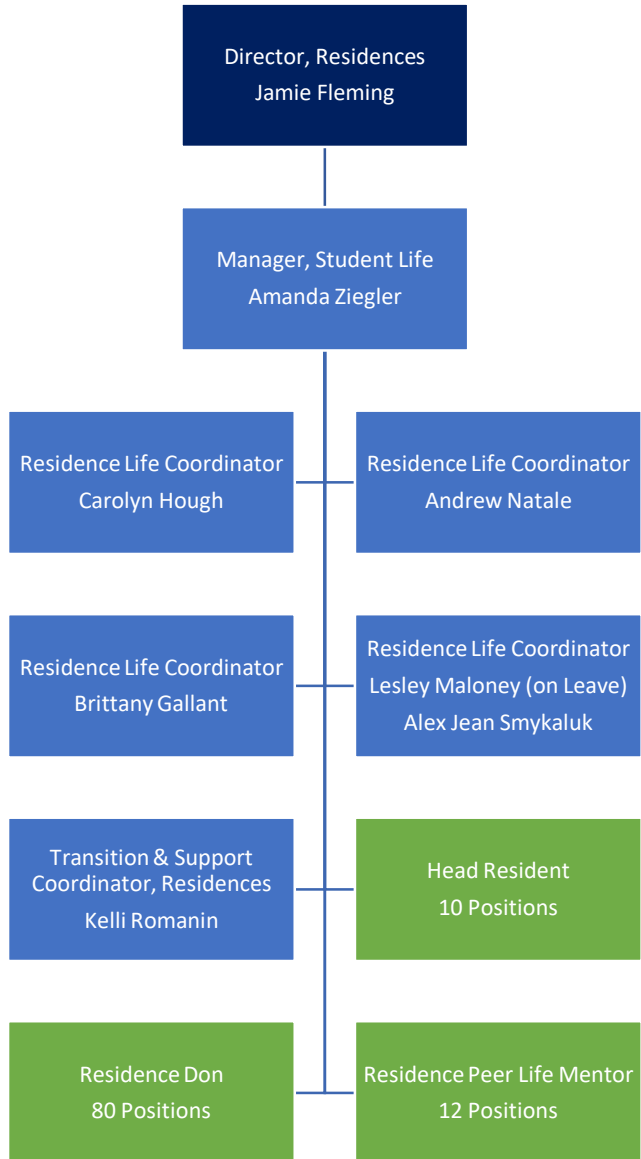 Director, Residences
Jamie Fleming
Manager, Student Life
Amanda Ziegler
Residence Life Coordinator
Carolyn Hough
Residence Life Coordinator
Andrew Natale
Residence Life Coordinator
Brittany Gallant
Residence Life Coordinator
Lesley Maloney (on Leave)
Alex Jean Smykaluk
Transition & Support
Coordinator, Residences
Kelli Romanin
Head Resident
10 Positions
Residence Don
80 Positions
Residence Peer Life Mentor
12 Positions